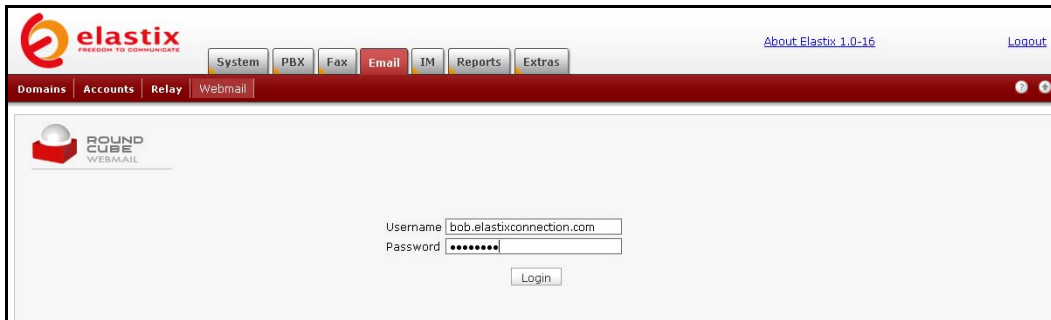 elastix
FREEDOM TO COMMUNICATE
System PBX Fax Email IM Reports Extras
About Elastix 1.0-16 Logout
Domains Accounts Relay Webmail
ROUND
CUBE
WEBMAIL
Username bob.elastixconnection.com
Password ••••••••
Login